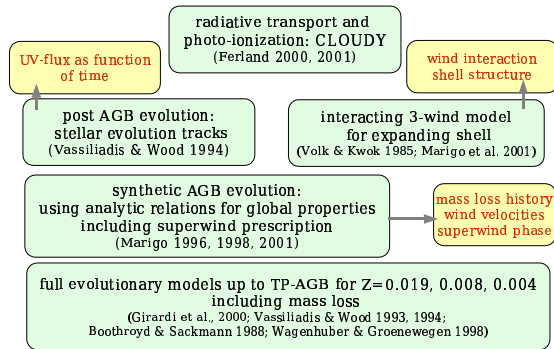 radiative transport and
photo-ionization: CLOUDY
(Ferland 2000, 2001)
UV-flux as function
of time
wind interaction
shell structure
post AGB evolution:
stellar evolution tracks
(Vassiliadis & Wood 1994)
interacting 3-wind model
for expanding shell
(Volk & Kwok 1985; Marigo et al. 2001)
synthetic AGB evolution:
using analytic relations for global properties
including superwind prescription
(Marigo 1996, 1998, 2001)
mass loss history
wind velocities
superwind phase
full evolutionary models up to TP-AGB for Z=0.019, 0.008, 0.004
including mass loss
(Girardi et al., 2000; Vassiliadis & Wood 1993, 1994;
Boothroyd & Sackmann 1988; Wagenhuber & Groenewegen 1998)